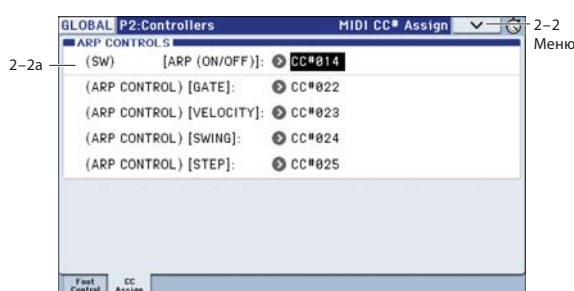 GLOBAL P2:Controllers MIDI CC# Assign 2–2
Меню
ARP CONTROLS
2–2a (SW) [ARP (ON/OFF)]: CC#014
(ARP CONTROL) [GATE]: CC#022
(ARP CONTROL) [VELOCITY]: CC#023
(ARP CONTROL) [SWING]: CC#024
(ARP CONTROL) [STEP]: CC#025
Foot CC
Control Assign